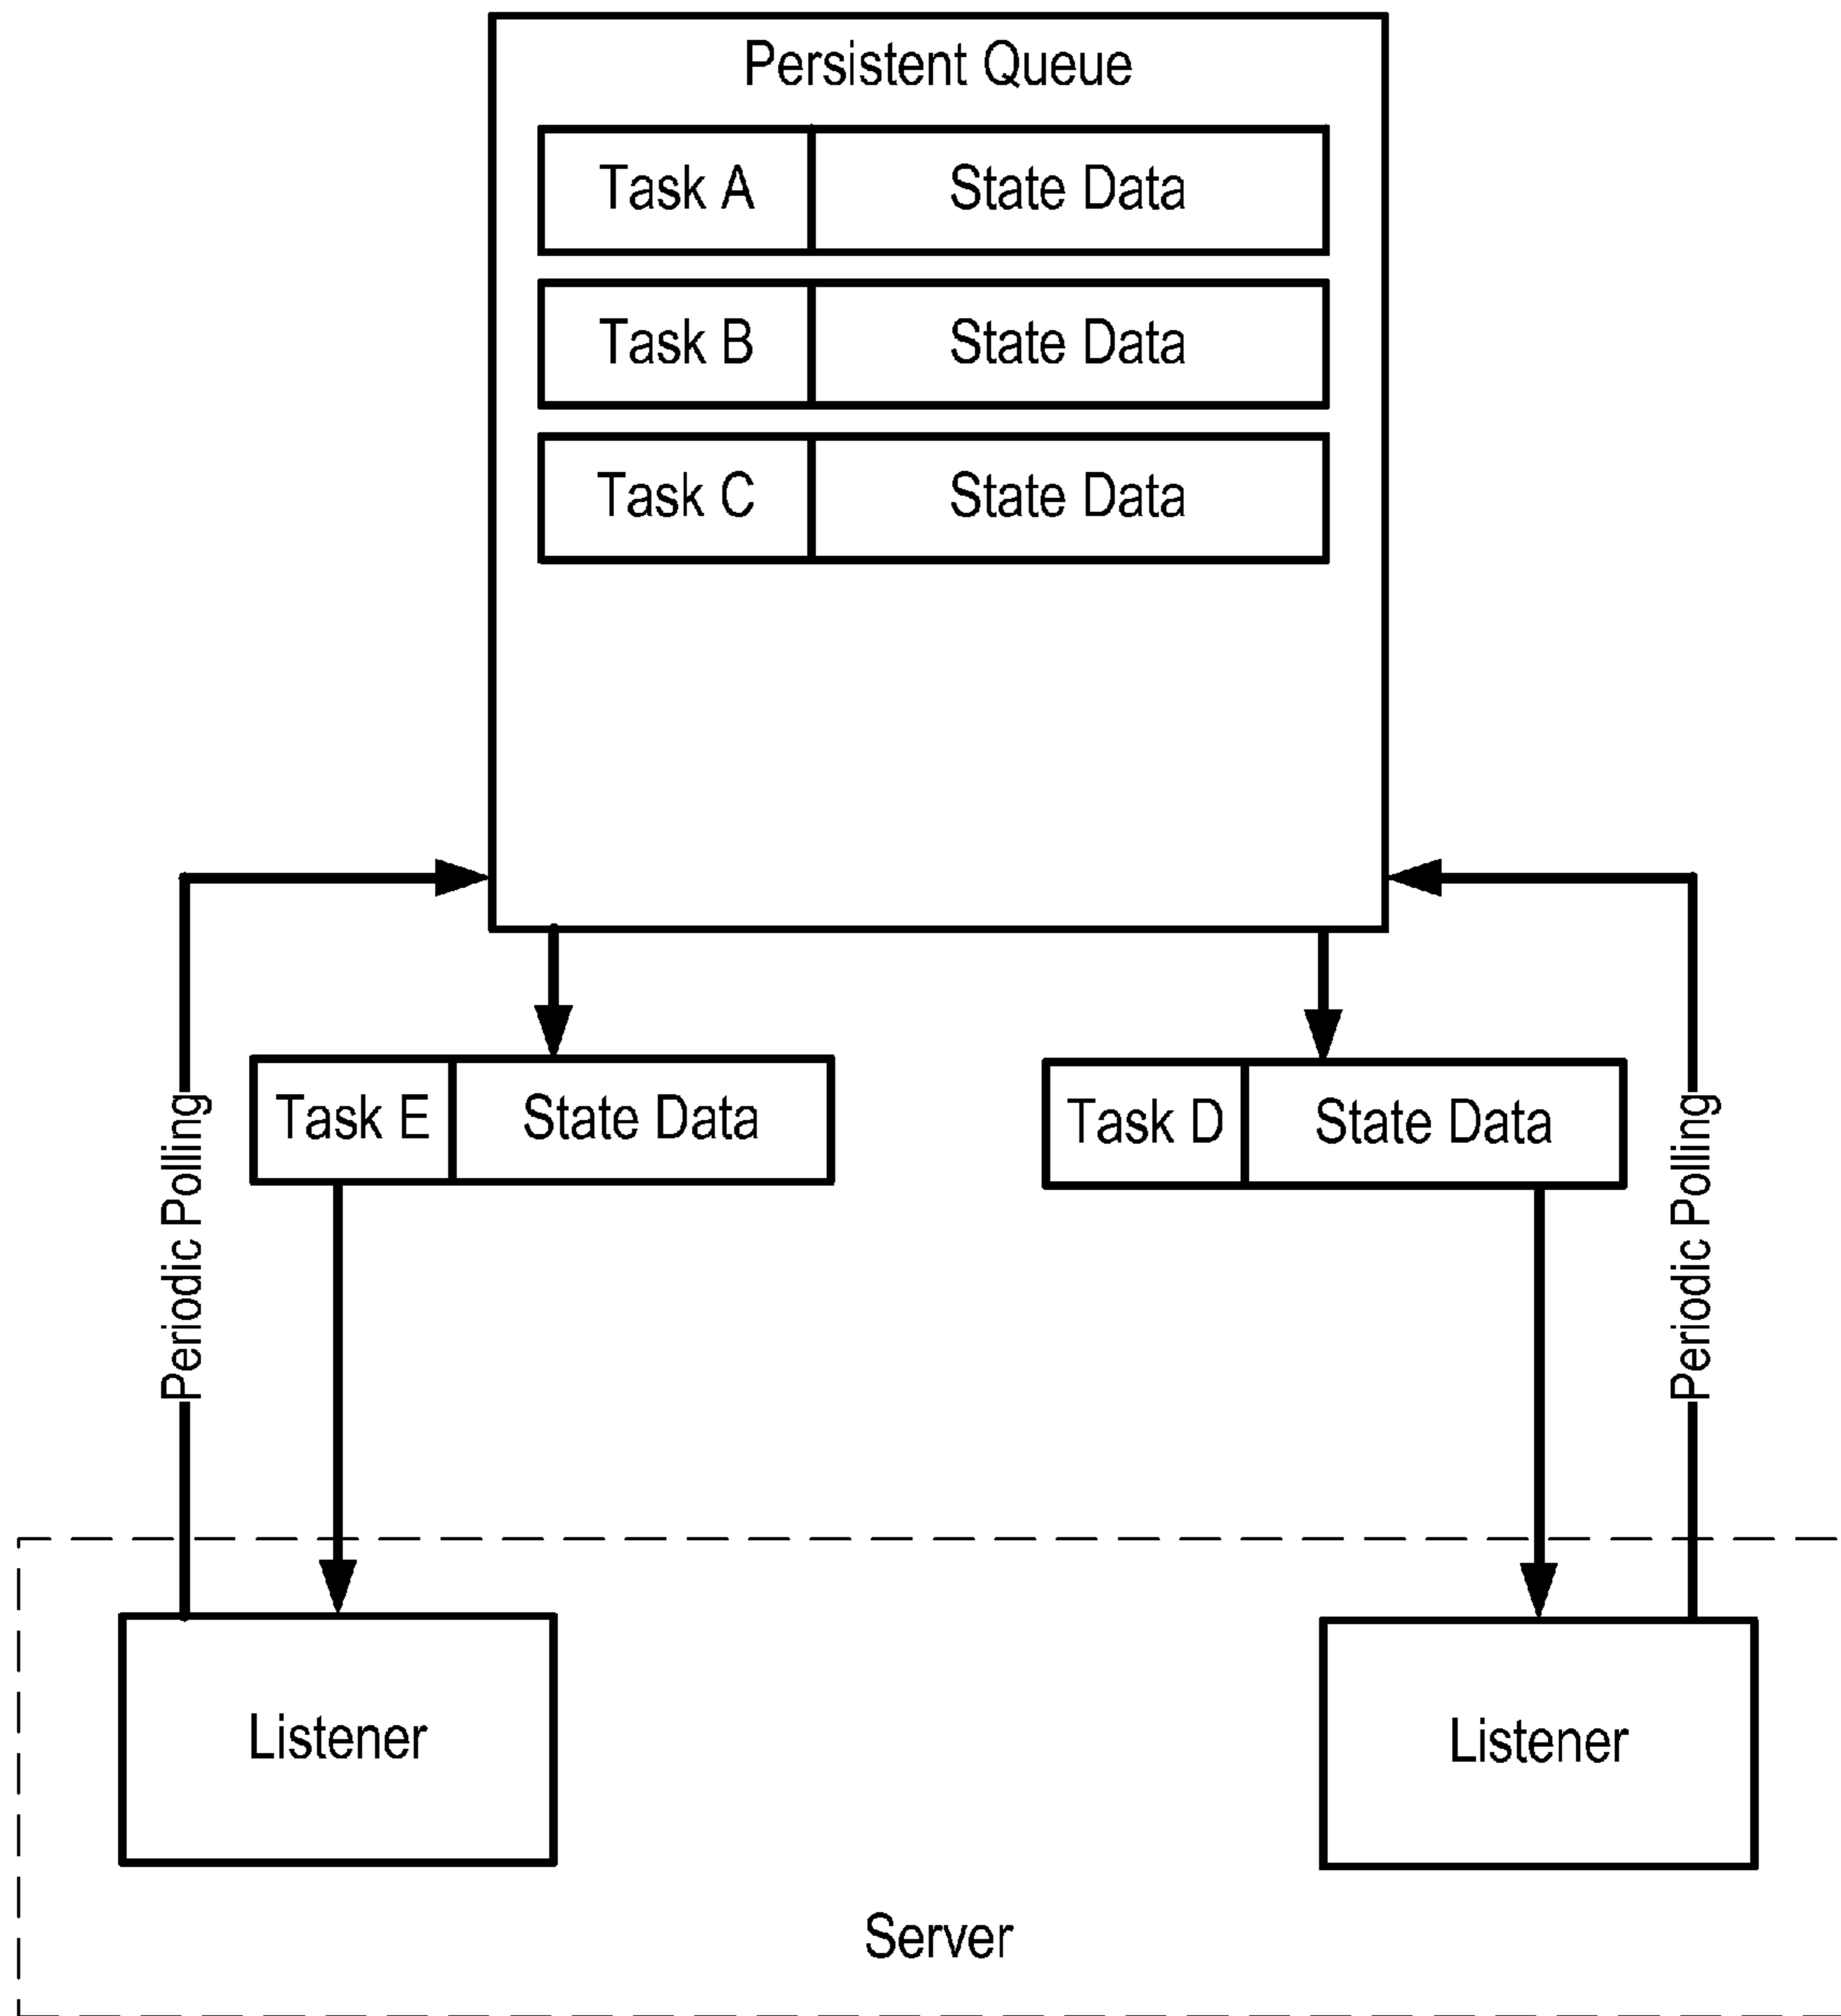 Persistent Queue
Task A State Data
Task B State Data
Task C State Data
Task E State Data
Task D State Data
Periodic Polling
Periodic Polling
Listener
Listener
Server